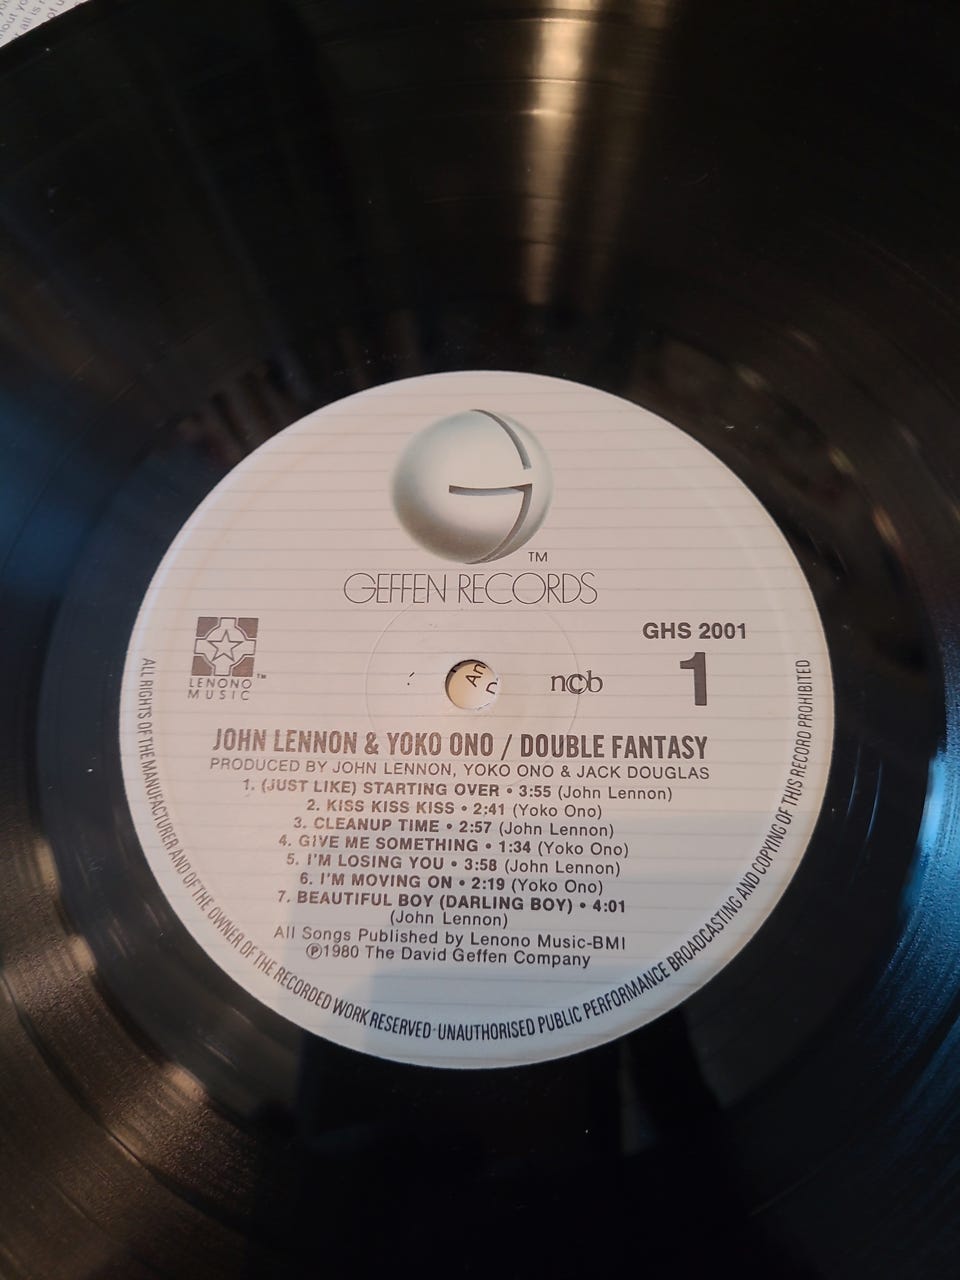 GEFFEN RECORDS
TM
LENONO
MUSIC
TM
GHS 2001
ncb
1
An
JOHN LENNON & YOKO ONO / DOUBLE FANTASY
PRODUCED BY JOHN LENNON, YOKO ONO & JACK DOUGLAS
1. (JUST LIKE) STARTING OVER • 3:55 (John Lennon)
2. KISS KISS KISS • 2:41 (Yoko Ono)
3. CLEANUP TIME • 2:57 (John Lennon)
4. GIVE ME SOMETHING • 1:34 (Yoko Ono)
5. I'M LOSING YOU • 3:58 (John Lennon)
6. I'M MOVING ON • 2:19 (Yoko Ono)
7. BEAUTIFUL BOY (DARLING BOY) • 4:01
(John Lennon)
All Songs Published by Lenono Music-BMI
℗1980 The David Geffen Company
ALL RIGHTS OF THE MANUFACTURER AND OF THE OWNER OF THE RECORDED WORK RESERVED·UNAUTHORISED PUBLIC PERFORMANCE BROADCASTING AND COPYING OF THIS RECORD PROHIBITED